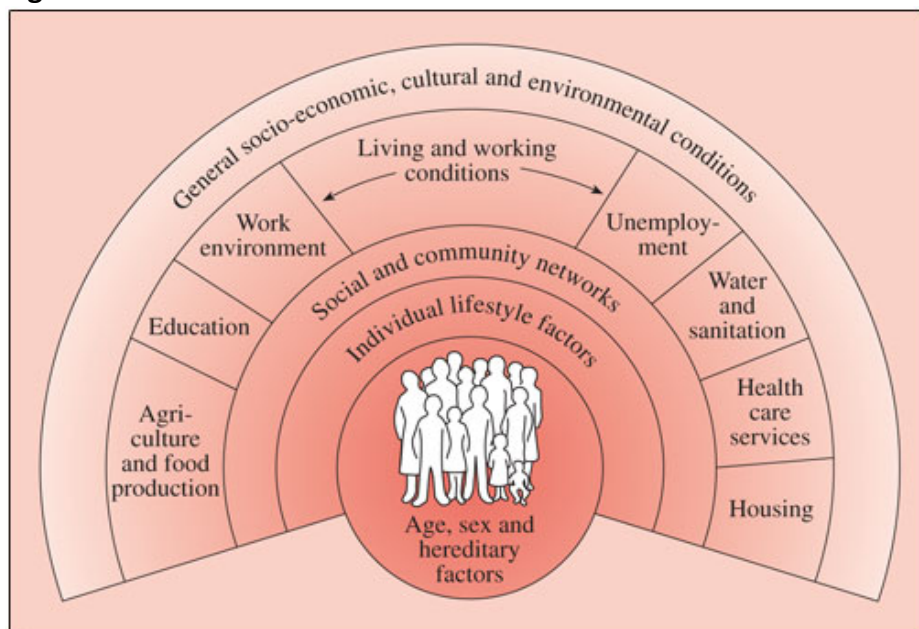 General socio-economic, cultural and environmental conditions
Living and working
conditions
Work
environment
Unemploy-
ment
Social and community networks
Water
and
sanitation
Education
Individual lifestyle factors
Agri-
culture
and food
production
Health
care
services
Housing
Age, sex and
hereditary
factors